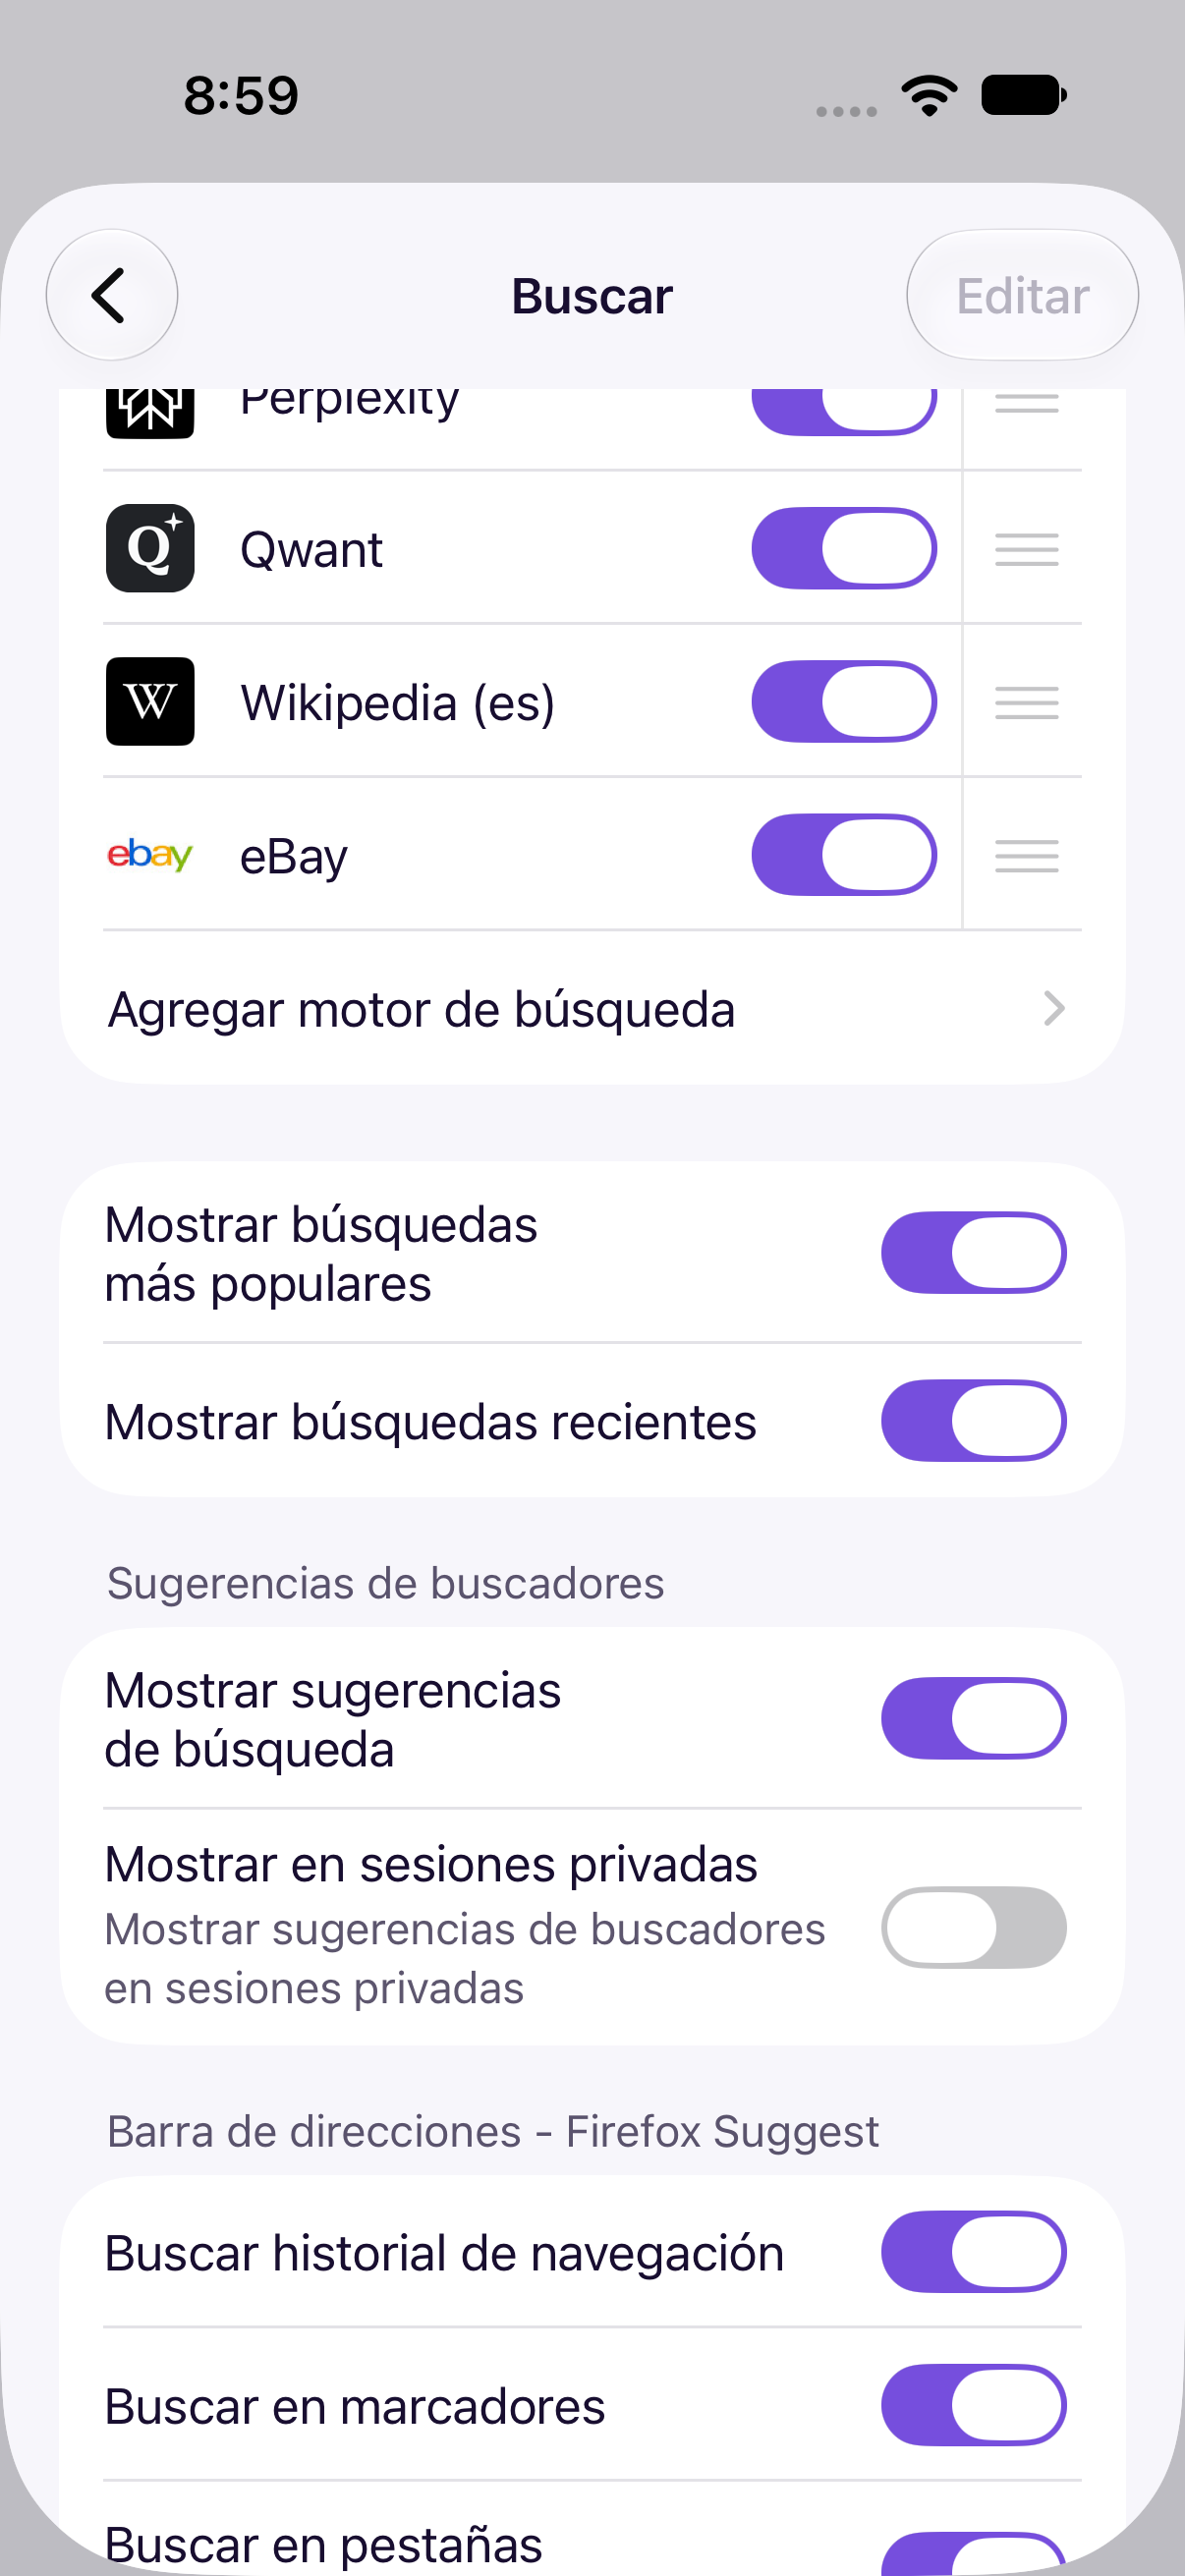 8:59
Buscar
Editar
Perplexity
Q
Qwant
W
Wikipedia (es)
ebay
eBay
Agregar motor de búsqueda
Mostrar búsquedas
más populares
Mostrar búsquedas recientes
Sugerencias de buscadores
Mostrar sugerencias
de búsqueda
Mostrar en sesiones privadas
Mostrar sugerencias de buscadores
en sesiones privadas
Barra de direcciones - Firefox Suggest
Buscar historial de navegación
Buscar en marcadores
Buscar en pestañas